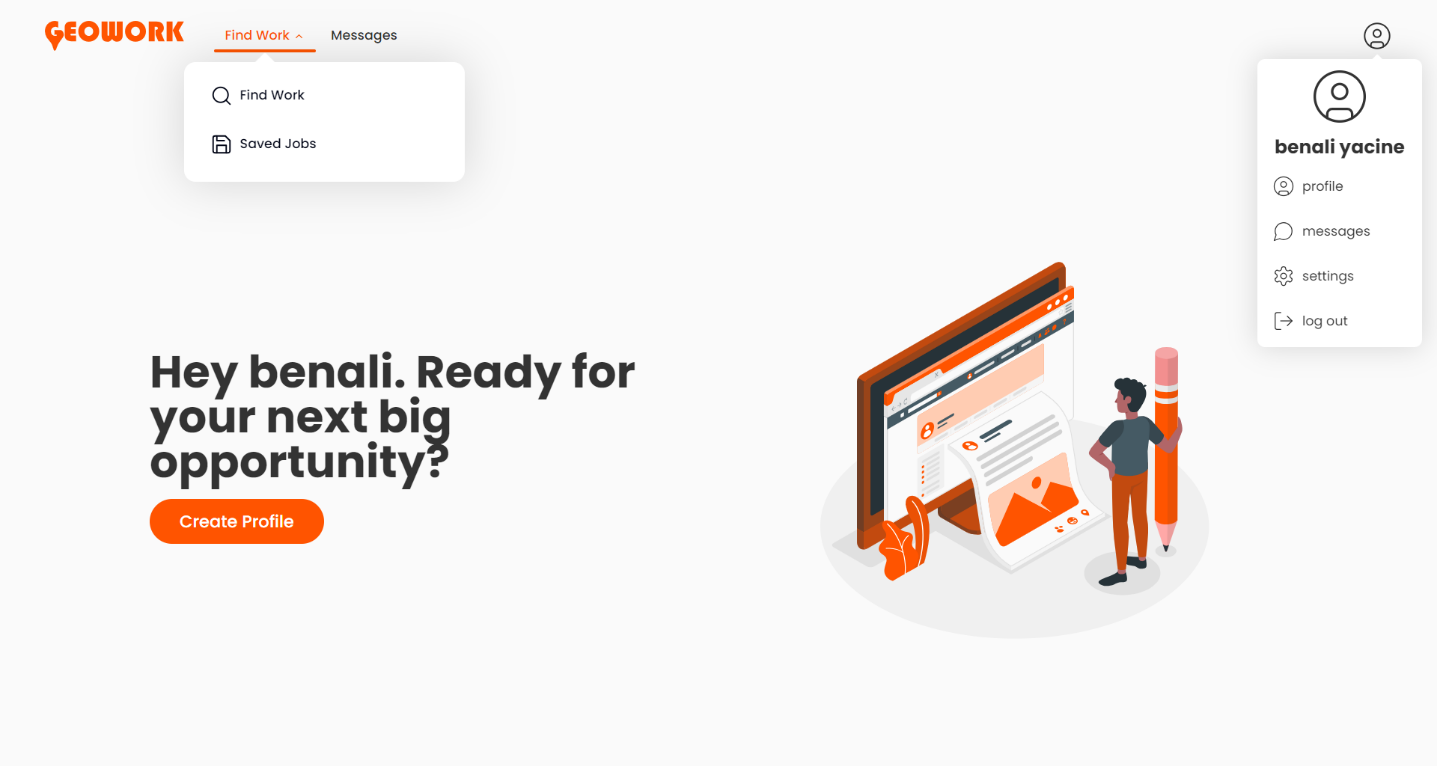 GEOWORK
Find Work
Messages
Find Work
Saved Jobs
benali yacine
profile
messages
settings
log out
Hey benali. Ready for
your next big
opportunity?
Create Profile